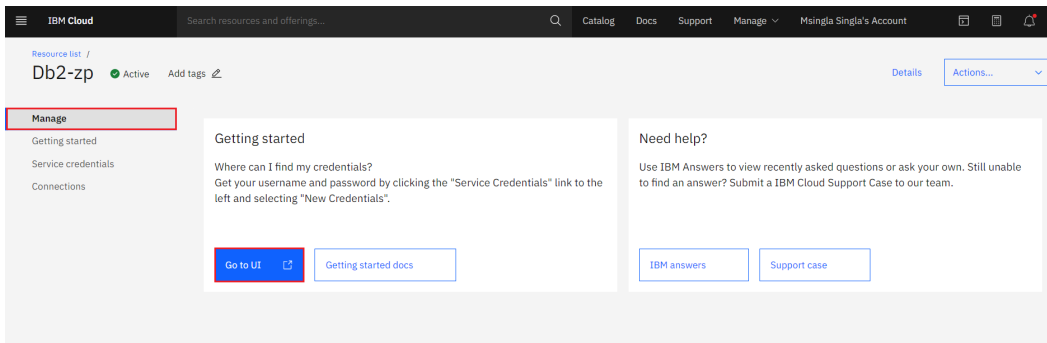 IBM Cloud
Search resources and offerings...
Catalog
Docs
Support
Manage
Msingla Singla's Account
Resource list /
Db2-zp
Active
Add tags
Details
Actions...
Manage
Getting started
Service credentials
Connections
Getting started
Where can I find my credentials?
Get your username and password by clicking the "Service Credentials" link to the
left and selecting "New Credentials".
Go to UI
Getting started docs
Need help?
Use IBM Answers to view recently asked questions or ask your own. Still unable
to find an answer? Submit a IBM Cloud Support Case to our team.
IBM answers
Support case